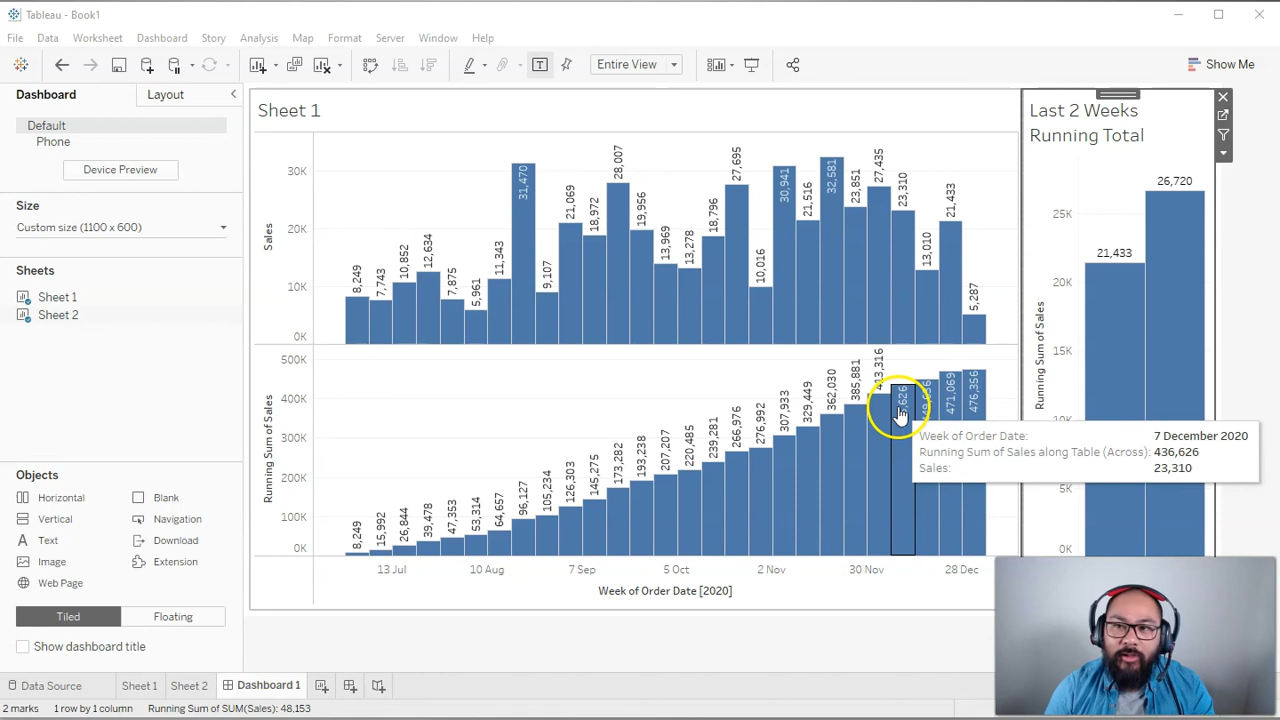 Tableau - Book1
File Data Worksheet Dashboard Story Analysis Map Format Server Window Help
Entire View
Show Me
Dashboard Layout
Default
Phone
Device Preview
Size
Custom size (1100 x 600)
Sheets
Sheet 1
Sheet 2
Objects
Horizontal Blank
Vertical Navigation
Text Download
Image Extension
Web Page
Tiled Floating
Show dashboard title
Sheet 1
Sales
30K
20K
10K
0K
8,249 7,743 10,852 12,634 7,875 5,961 11,343 31,470 9,107 21,069 18,972 28,007 19,956 13,969 13,278 18,796 27,695 10,016 30,941 21,516 32,581 23,851 27,435 23,310 13,010 21,433 5,287
Running Sum of Sales
500K
400K
300K
200K
100K
0K
8,249 15,992 26,844 39,478 47,353 53,314 64,657 96,127 105,234 126,303 145,275 173,282 193,238 207,207 220,485 239,281 266,976 276,992 307,933 329,449 362,030 385,881 413,316 471,069 476,356
13 Jul 10 Aug 7 Sep 5 Oct 2 Nov 30 Nov 28 Dec
Week of Order Date [2020]
Last 2 Weeks
Running Total
Running Sum of Sales
25K
20K
15K
0K
21,433 26,720
Week of Order Date: 7 December 2020
Running Sum of Sales along Table (Across): 436,626
Sales: 23,310
Data Source Sheet 1 Sheet 2 Dashboard 1
2 marks 1 row by 1 column Running Sum of SUM(Sales): 48,153